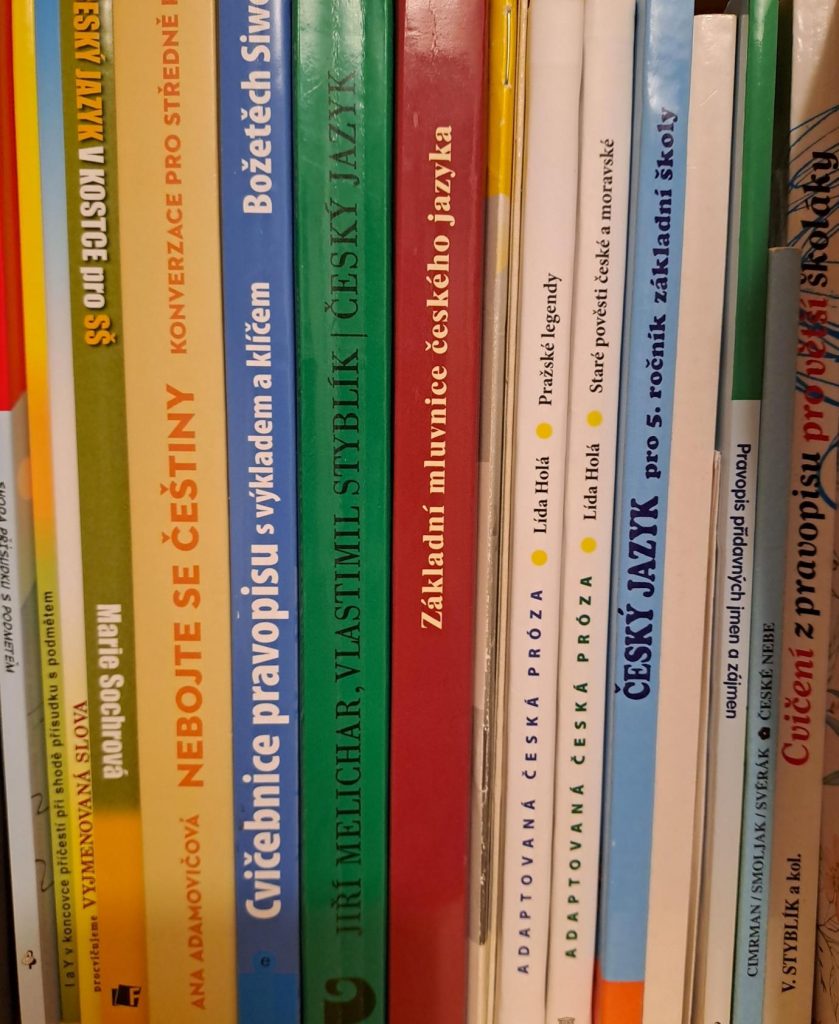 SHODA PŘÍSUDKU S PODMĚTEM
I a Y v koncovce příčestí při shodě přísudku s podmětem
procvičujeme VYJMENOVANÁ SLOVA
ČESKÝ JAZYK V KOSTCE pro SŠ
Marie Sochrová
ANA ADAMOVIČOVÁ NEBOJTE SE ČEŠTINY KONVERZACE PRO STŘEDNĚ
Cvičebnice pravopisu s výkladem a klíčem Božetěch
JIŘÍ MELICHAR, VLASTIMIL STYBLÍK | ČESKÝ JAZYK
Základní mluvnice českého jazyka
ADAPTOVANÁ ČESKÁ PRÓZA Lída Holá Pražské legendy
ADAPTOVANÁ ČESKÁ PRÓZA Lída Holá Staré pověsti české a moravské
ČESKÝ JAZYK pro 5. ročník základní školy
Pravopis přídavných jmen a zájmen
CIMRMAN / SMOLJAK / SVĚRÁK ČESKÉ NEBE
V. STYBLÍK a kol. Cvičení z pravopisu pro větší školáky